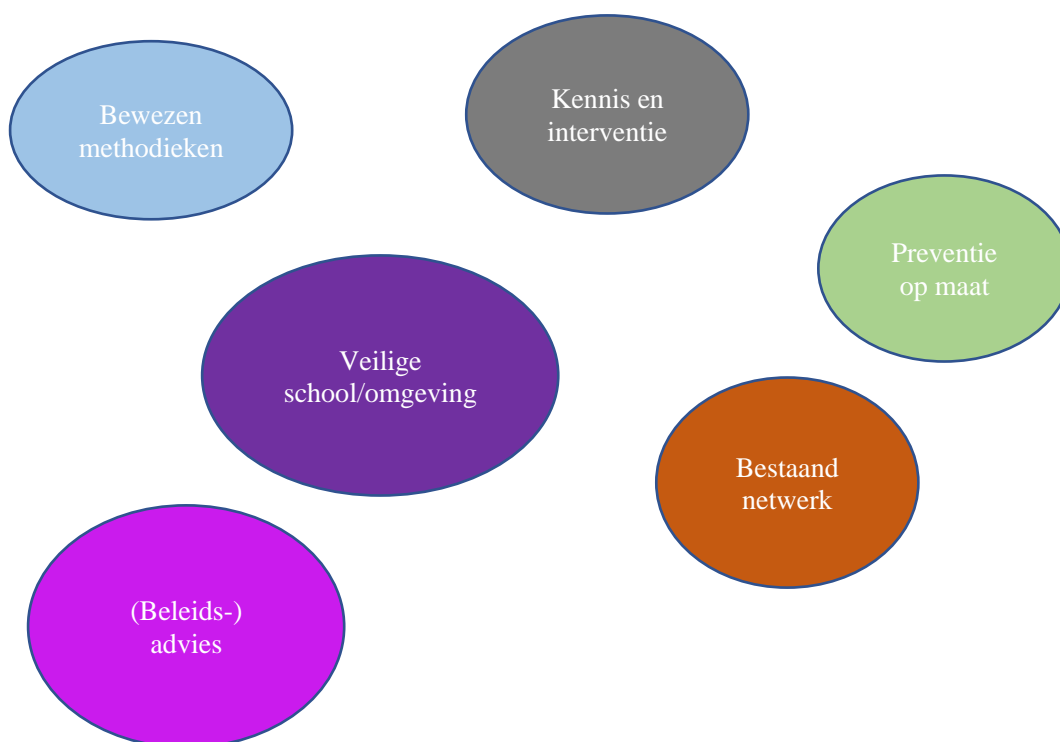 Bewezen
methodieken
Kennis en
interventie
Preventie
op maat
Veilige
school/omgeving
Bestaand
netwerk
(Beleids-)
advies